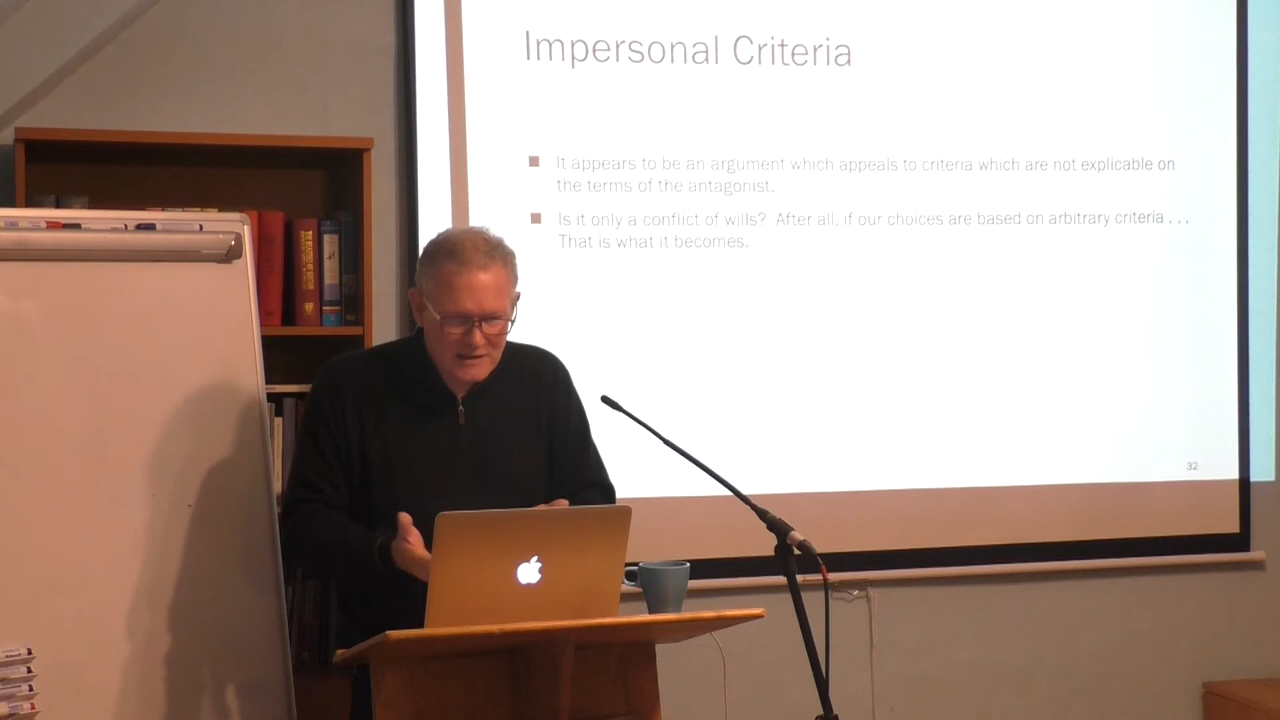 Impersonal Criteria
It appears to be an argument which appeals to criteria which are not explicable on
the terms of the antagonist.
Is it only a conflict of wills? After all, if our choices are based on arbitrary criteria . . .
That is what it becomes.
32